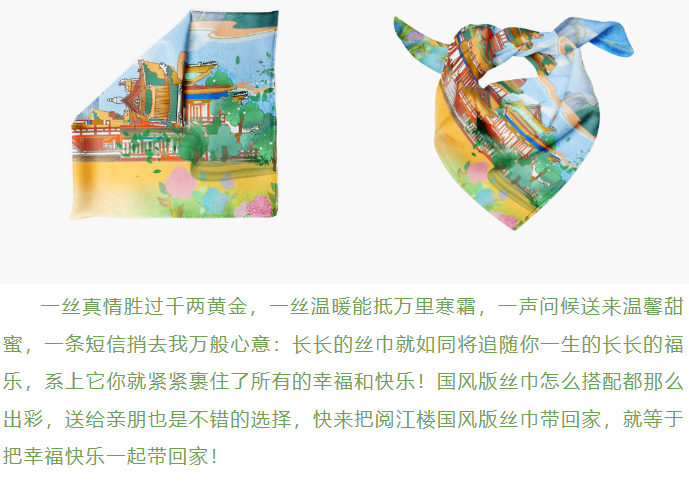 一丝真情胜过千两黄金，一丝温暖能抵万里寒霜，一声问候送来温馨甜
蜜，一条短信捎去我万般心意：长长的丝巾就如同将追随你一生的长长的福
乐，系上它你就紧紧裹住了所有的幸福和快乐！国风版丝巾怎么搭配都那么
出彩，送给亲朋也是不错的选择，快来把阅江楼国风版丝巾带回家，就等于
把幸福快乐一起带回家！